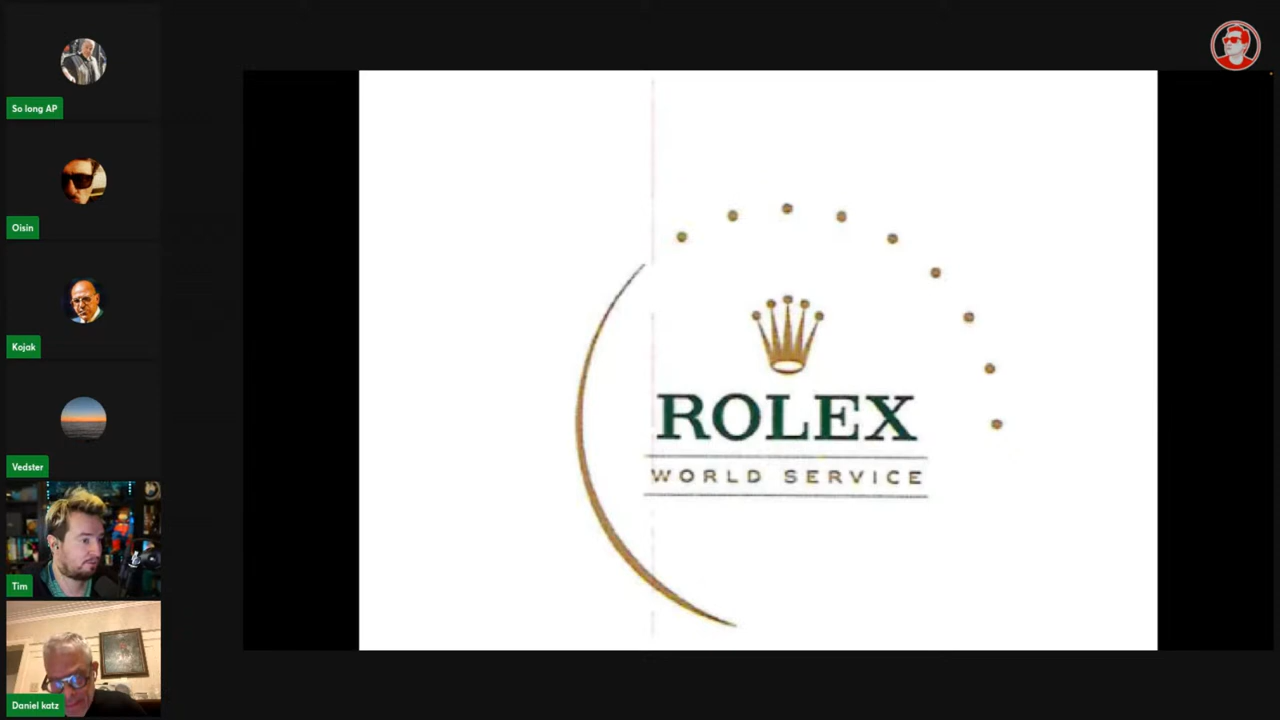 So long AP
Oisin
Kojak
Vedster
Tim
Daniel katz
ROLEX
WORLD SERVICE